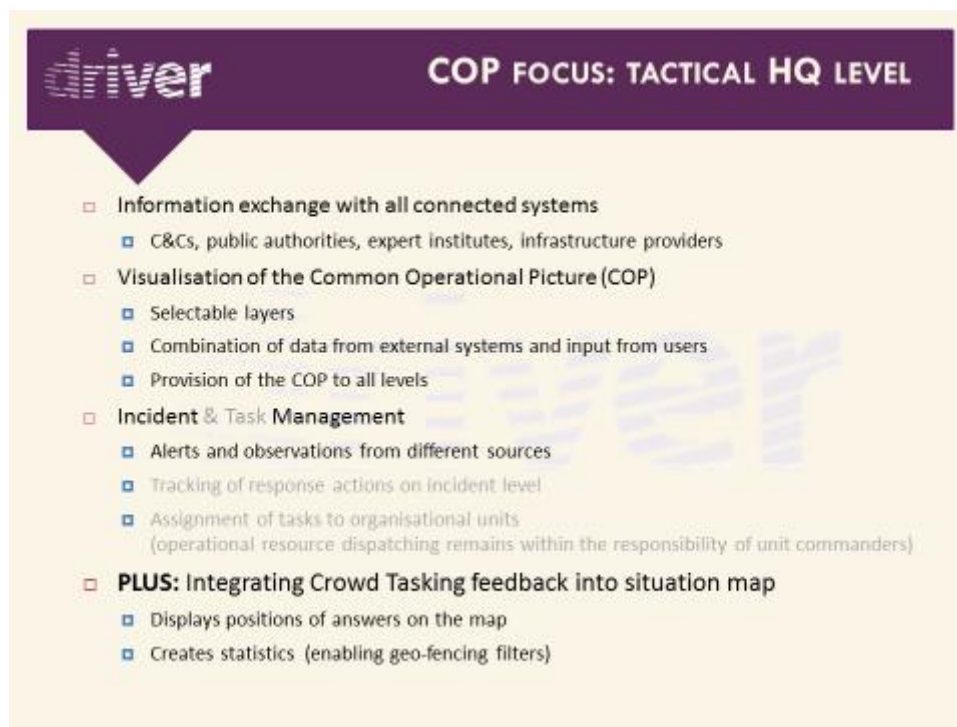 driver
COP FOCUS: TACTICAL HQ LEVEL
Information exchange with all connected systems
C&Cs, public authorities, expert institutes, infrastructure providers
Visualisation of the Common Operational Picture (COP)
Selectable layers
Combination of data from external systems and input from users
Provision of the COP to all levels
Incident & Task Management
Alerts and observations from different sources
Tracking of response actions on incident level
Assignment of tasks to organisational units
(operational resource dispatching remains within the responsibility of unit commanders)
PLUS: Integrating Crowd Tasking feedback into situation map
Displays positions of answers on the map
Creates statistics (enabling geo-fencing filters)
driver